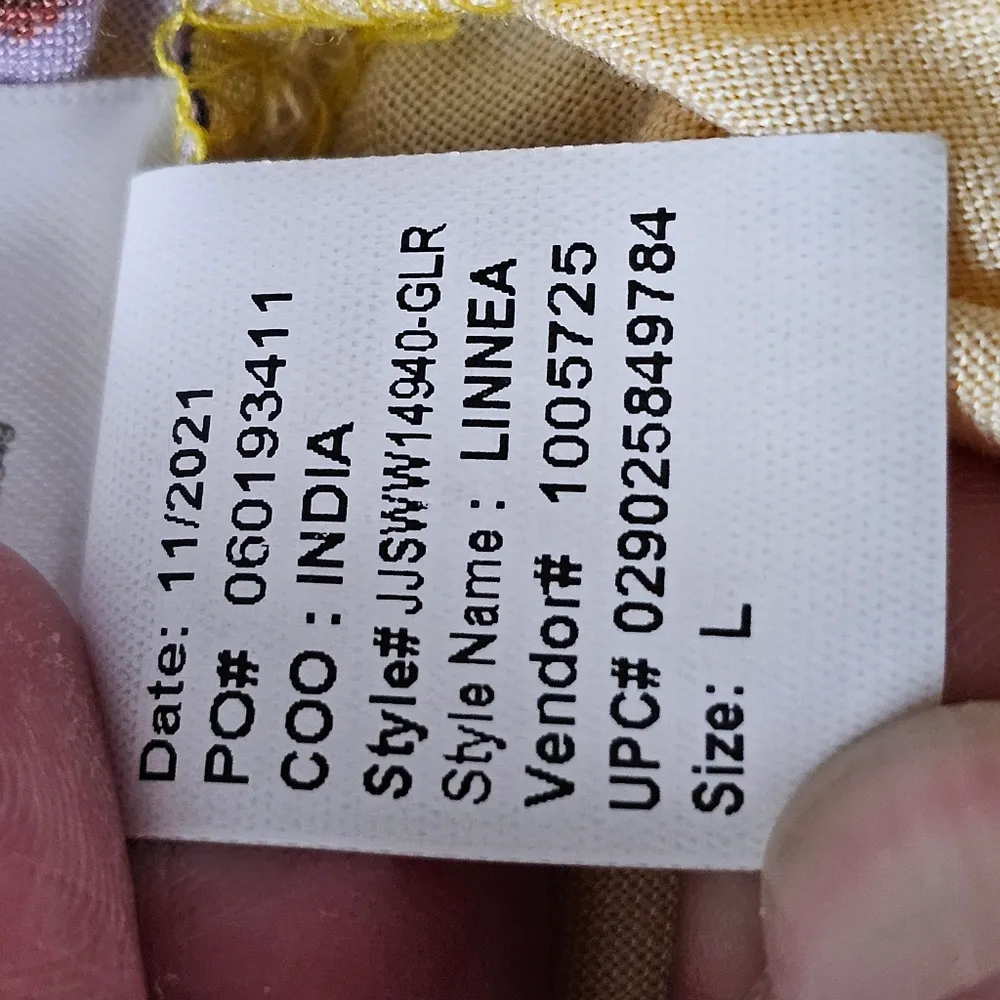 Date: 11/2021
PO# 060193411
COO : INDIA
Style# JJSWW14940-GLR
Style Name : LINNEA
Vendor# 1005725
UPC# 029025849784
Size: L